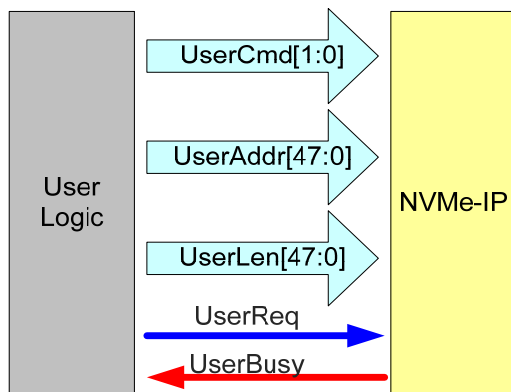 UserCmd[1:0]
UserAddr[47:0]
User
Logic
NVMe-IP
UserLen[47:0]
UserReq
UserBusy